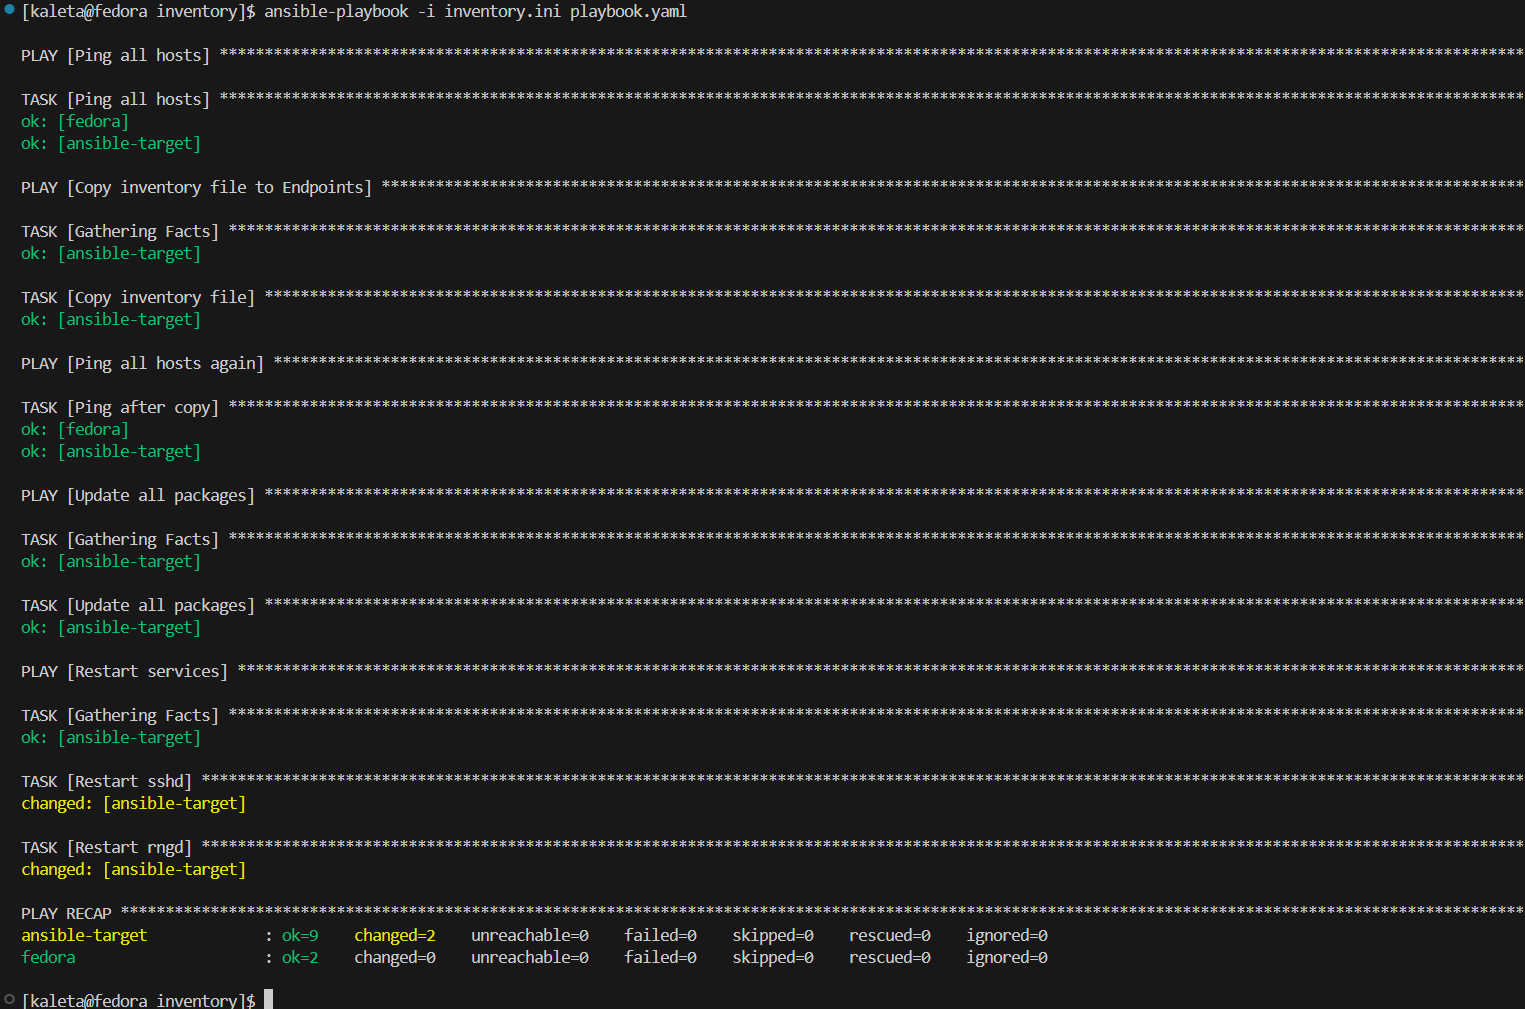 [kaleta@fedora inventory]$ ansible-playbook -i inventory.ini playbook.yaml
PLAY [Ping all hosts] *************************************************************************************************************************************************
TASK [Ping all hosts] *************************************************************************************************************************************************
ok: [fedora]
ok: [ansible-target]
PLAY [Copy inventory file to Endpoints] *******************************************************************************************************************************
TASK [Gathering Facts] ************************************************************************************************************************************************
ok: [ansible-target]
TASK [Copy inventory file] ********************************************************************************************************************************************
ok: [ansible-target]
PLAY [Ping all hosts again] *******************************************************************************************************************************************
TASK [Ping after copy] ************************************************************************************************************************************************
ok: [fedora]
ok: [ansible-target]
PLAY [Update all packages] ********************************************************************************************************************************************
TASK [Gathering Facts] ************************************************************************************************************************************************
ok: [ansible-target]
TASK [Update all packages] ********************************************************************************************************************************************
ok: [ansible-target]
PLAY [Restart services] ***********************************************************************************************************************************************
TASK [Gathering Facts] ************************************************************************************************************************************************
ok: [ansible-target]
TASK [Restart sshd] ***************************************************************************************************************************************************
changed: [ansible-target]
TASK [Restart rngd] ***************************************************************************************************************************************************
changed: [ansible-target]
PLAY RECAP ************************************************************************************************************************************************************
ansible-target             : ok=9    changed=2    unreachable=0    failed=0    skipped=0    rescued=0    ignored=0
fedora                     : ok=2    changed=0    unreachable=0    failed=0    skipped=0    rescued=0    ignored=0
[kaleta@fedora inventory]$